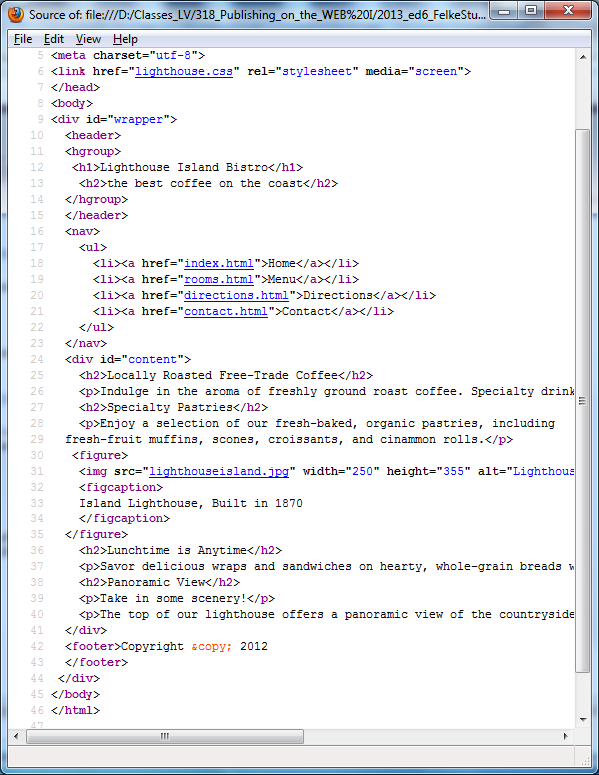 Source of: file:///D:/Classes_LV/318_Publishing_on_the_WEB%20I/2013_ed6_FelkeStu...
File Edit View Help
5 <meta charset="utf-8">
6 <link href="lighthouse.css" rel="stylesheet" media="screen">
7 </head>
8 <body>
9 <div id="wrapper">
10 <header>
11 <hgroup>
12 <h1>Lighthouse Island Bistro</h1>
13 <h2>the best coffee on the coast</h2>
14 </hgroup>
15 </header>
16 <nav>
17 <ul>
18 <li><a href="index.html">Home</a></li>
19 <li><a href="rooms.html">Menu</a></li>
20 <li><a href="directions.html">Directions</a></li>
21 <li><a href="contact.html">Contact</a></li>
22 </ul>
23 </nav>
24 <div id="content">
25 <h2>Locally Roasted Free-Trade Coffee</h2>
26 <p>Indulge in the aroma of freshly ground roast coffee. Specialty drink
27 <h2>Specialty Pastries</h2>
28 <p>Enjoy a selection of our fresh-baked, organic pastries, including
29 fresh-fruit muffins, scones, croissants, and cinammon rolls.</p>
30 <figure>
31 <img src="lighthouseisland.jpg" width="250" height="355" alt="Lighthous
32 <figcaption>
33 Island Lighthouse, Built in 1870
34 </figcaption>
35 </figure>
36 <h2>Lunchtime is Anytime</h2>
37 <p>Savor delicious wraps and sandwiches on hearty, whole-grain breads w
38 <h2>Panoramic View</h2>
39 <p>Take in some scenery!</p>
40 <p>The top of our lighthouse offers a panoramic view of the countryside
41 </div>
42 <footer>Copyright &copy; 2012
43 </footer>
44 </div>
45 </body>
46 </html>
47